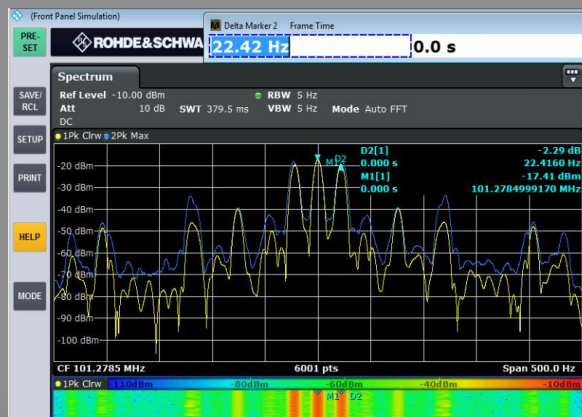 (Front Panel Simulation)
Delta Marker 2 Frame Time
PRE-
SET
ROHDE&SCHWA
22.42 Hz
0.0 s
Spectrum
SAVE/
RCL
Ref Level -10.00 dBm
RBW 5 Hz
Att 10 dB SWT 379.5 ms VBW 5 Hz Mode Auto FFT
DC
SETUP
1Pk Clrw 2Pk Max
D2[1] -2.29 dB
0.000 s 22.4160 Hz
M1[1] -17.41 dBm
0.000 s 101.2784999170 MHz
M1 D2
-20 dBm
PRINT
-30 dBm
-40 dBm
HELP
-50 dBm
-60 dBm
-70 dBm
MODE
-80 dBm
-90 dBm
-100 dBm
CF 101.2785 MHz 6001 pts Span 500.0 Hz
1Pk Clrw -110dBm -80dBm -60dBm -40dBm -10dBm
M1 D2